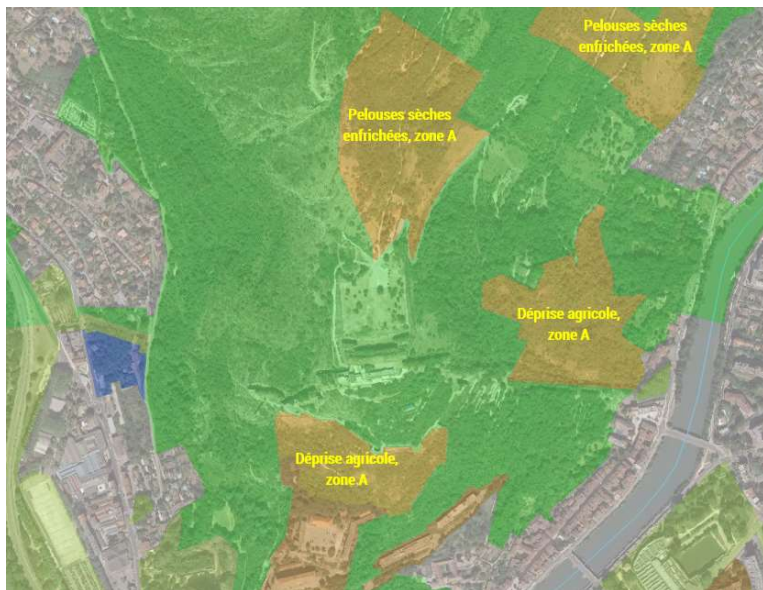 Pelouses sèches
enfrichées, zone A
Pelouses sèches
enfrichées, zone A
Déprise agricole,
zone A
Déprise agricole,
zone A